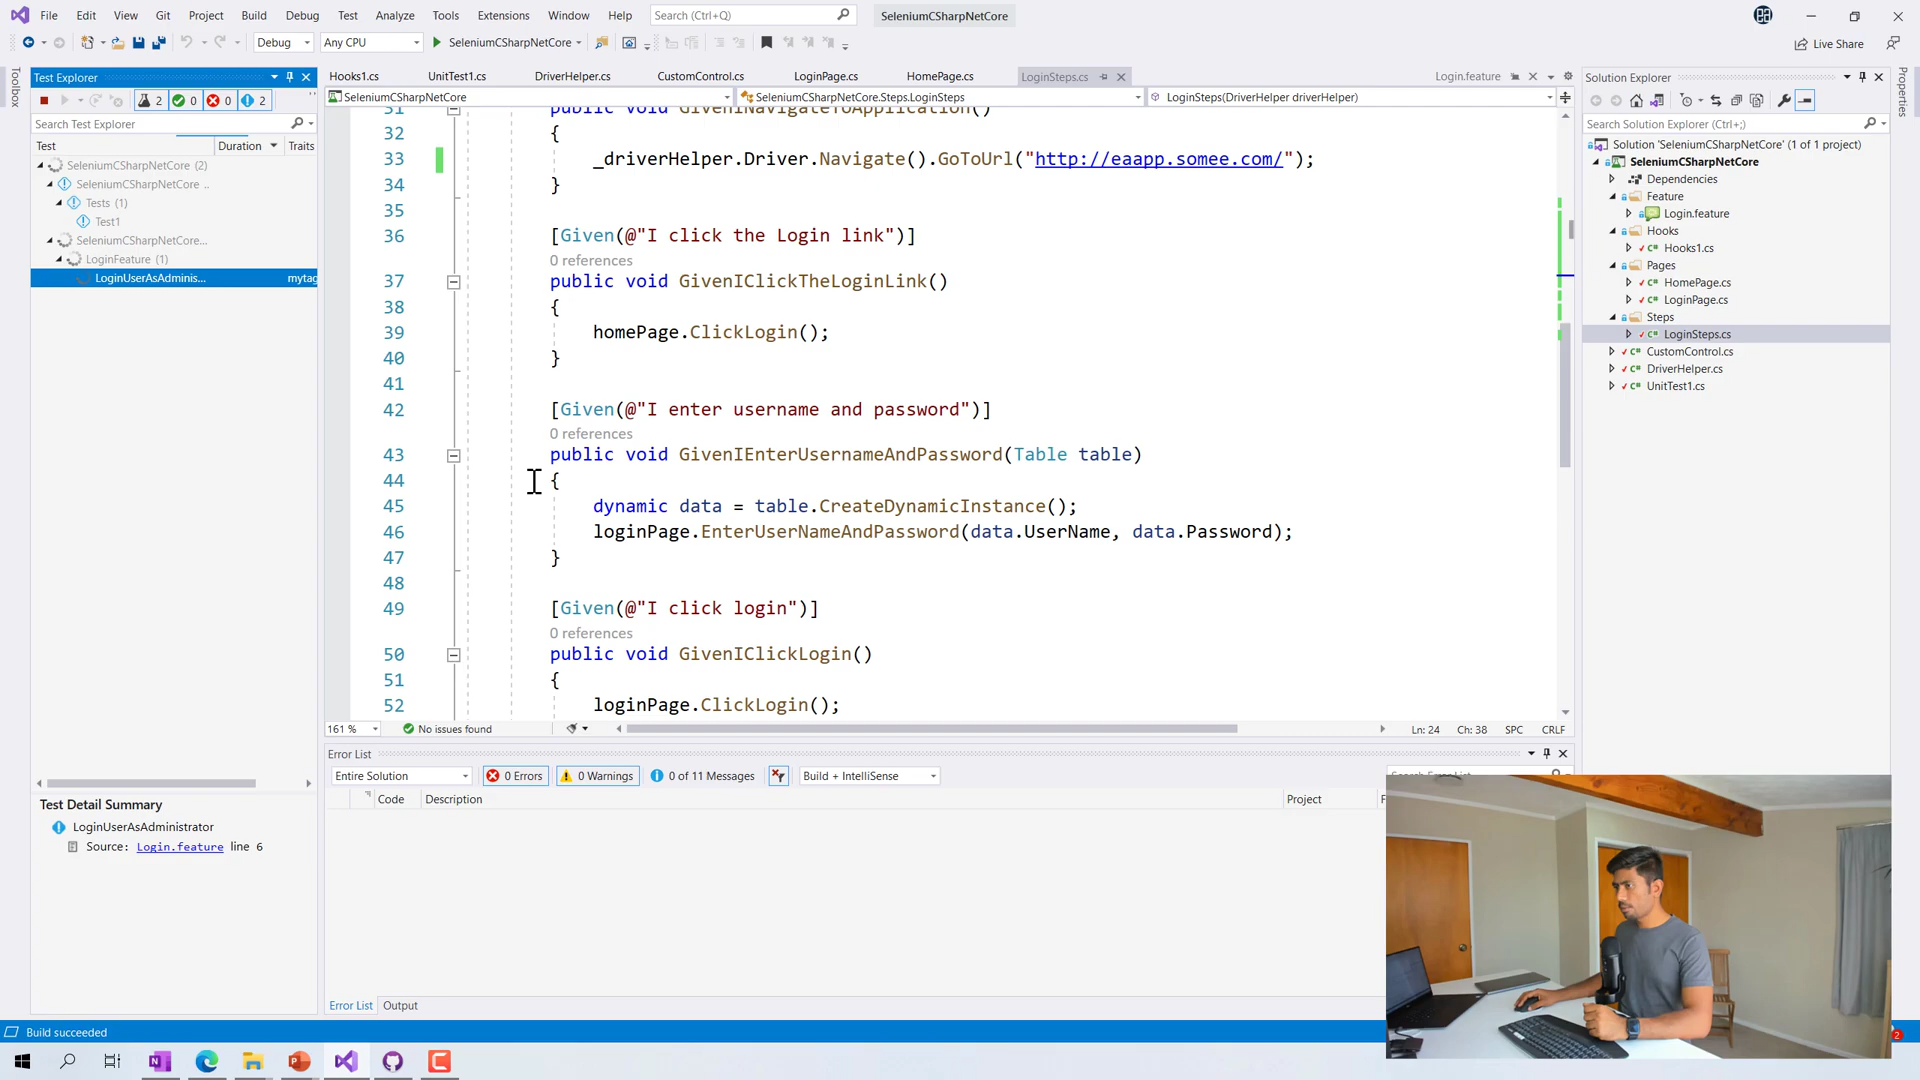 File Edit View Git Project Build Debug Test Analyze Tools Extensions Window Help Search (Ctrl+Q) SeleniumCSharpNetCore
Debug Any CPU SeleniumCSharpNetCore Live Share
Toolbox
Test Explorer
2 0 0 2
Search Test Explorer
Test Duration Traits
SeleniumCSharpNetCore (2)
SeleniumCSharpNetCore ..
Tests (1)
Test1
SeleniumCSharpNetCore...
LoginFeature (1)
LoginUserAsAdminis... mytag
Test Detail Summary
LoginUserAsAdministrator
Source: Login.feature line 6
Hooks1.cs UnitTest1.cs DriverHelper.cs CustomControl.cs LoginPage.cs HomePage.cs LoginSteps.cs Login.feature
SeleniumCSharpNetCore SeleniumCSharpNetCore.Steps.LoginSteps LoginSteps(DriverHelper driverHelper)
31 public void GivenINavigateToApplication()
32 {
33 _driverHelper.Driver.Navigate().GoToUrl("http://eaapp.somee.com/");
34 }
35
36 [Given(@"I click the Login link")]
0 references
37 public void GivenIClickTheLoginLink()
38 {
39 homePage.ClickLogin();
40 }
41
42 [Given(@"I enter username and password")]
0 references
43 public void GivenIEnterUsernameAndPassword(Table table)
44 {
45 dynamic data = table.CreateDynamicInstance();
46 loginPage.EnterUserNameAndPassword(data.UserName, data.Password);
47 }
48
49 [Given(@"I click login")]
0 references
50 public void GivenIClickLogin()
51 {
52 loginPage.ClickLogin();
161 % No issues found Ln: 24 Ch: 38 SPC CRLF
Error List
Entire Solution 0 Errors 0 Warnings 0 of 11 Messages Build + IntelliSense
Code Description Project F
Error List Output
Solution Explorer
Search Solution Explorer (Ctrl+;)
Solution 'SeleniumCSharpNetCore' (1 of 1 project)
SeleniumCSharpNetCore
Dependencies
Feature
Login.feature
Hooks
Hooks1.cs
Pages
HomePage.cs
LoginPage.cs
Steps
LoginSteps.cs
CustomControl.cs
DriverHelper.cs
UnitTest1.cs
Properties
Build succeeded
2